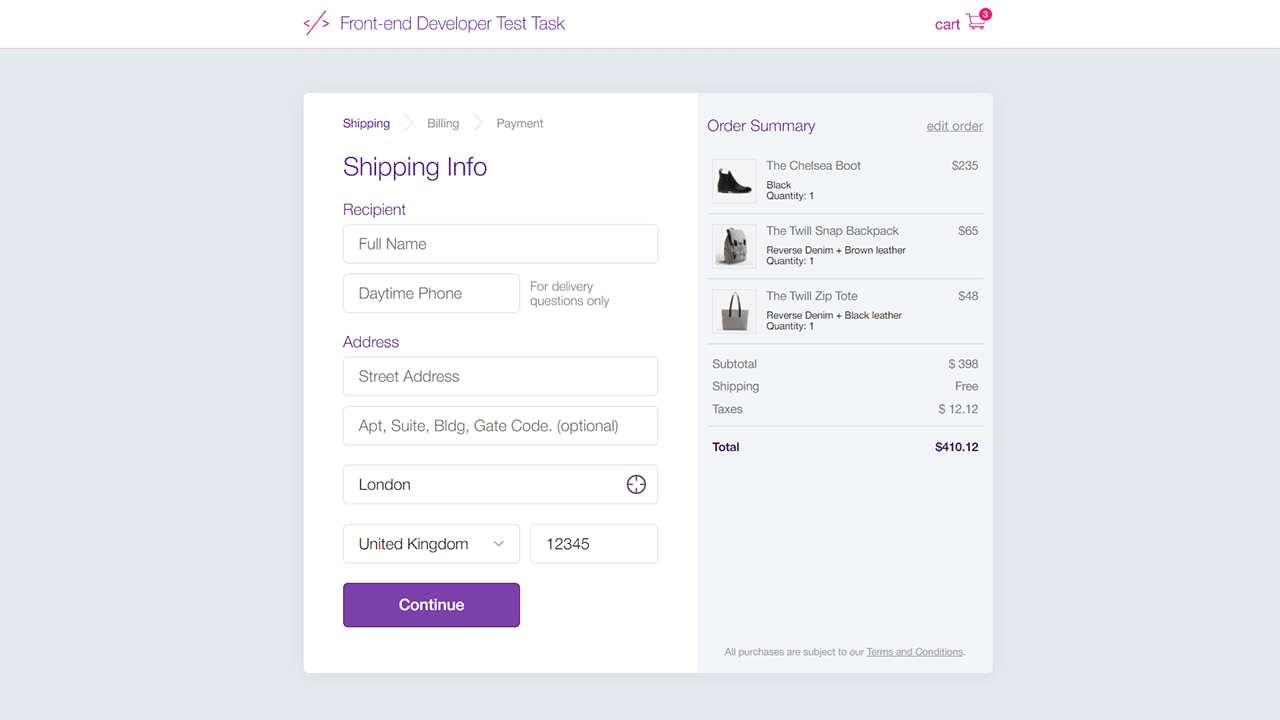 </> Front-end Developer Test Task
cart 3
Shipping Billing Payment
Shipping Info
Recipient
Full Name
Daytime Phone
For delivery
questions only
Address
Street Address
Apt, Suite, Bldg, Gate Code. (optional)
London
United Kingdom 12345
Continue
Order Summary edit order
The Chelsea Boot $235
Black
Quantity: 1
The Twill Snap Backpack $65
Reverse Denim + Brown leather
Quantity: 1
The Twill Zip Tote $48
Reverse Denim + Black leather
Quantity: 1
Subtotal $ 398
Shipping Free
Taxes $ 12.12
Total $410.12
All purchases are subject to our Terms and Conditions.